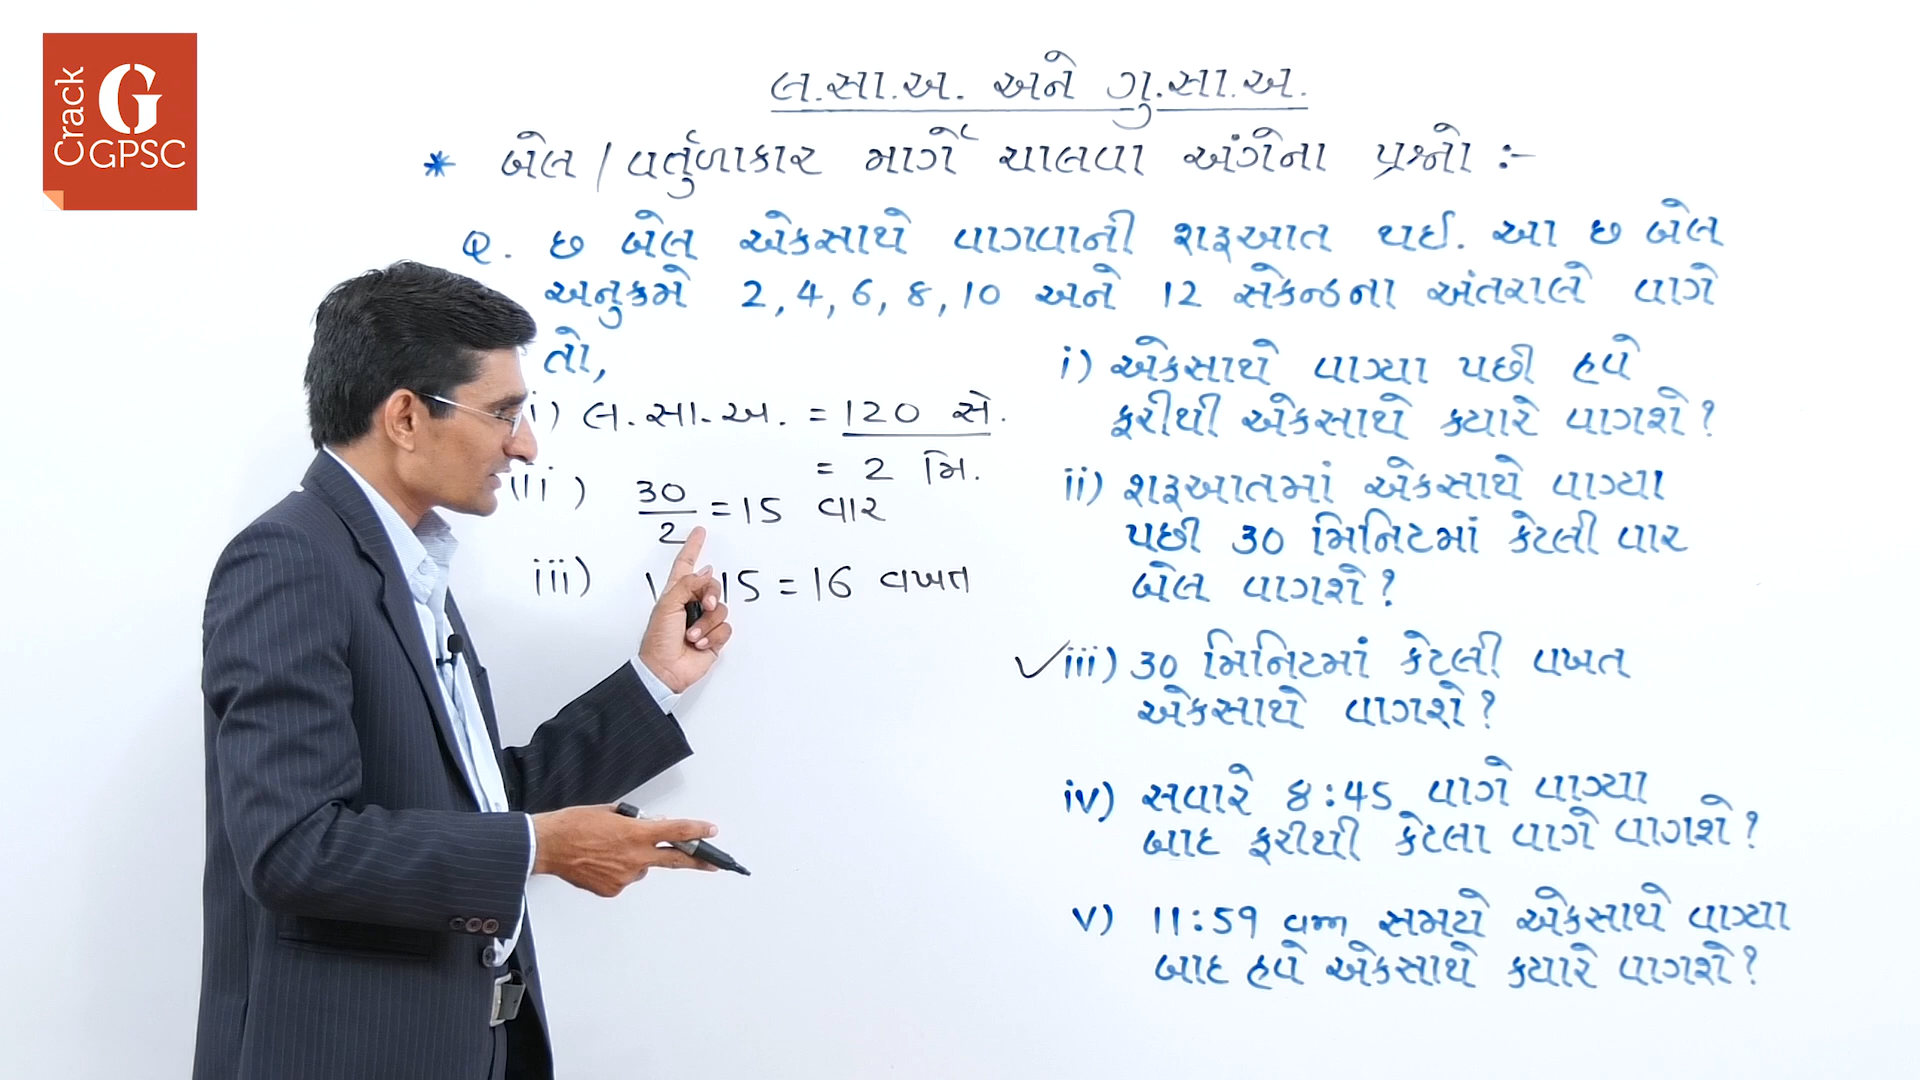 Crack
G
GPSC
લ.સા.અ. અને ગુ.સા.અ.
* બેલ / વર્તુળાકાર માર્ગે ચાલવા અંગેના પ્રશ્નો :-
Q. છ બેલ એકસાથે વાગવાની શરૂઆત થઈ. આ છ બેલ
અનુક્રમે 2, 4, 6, 8, 10 અને 12 સેકન્ડના અંતરાલે વાગે
તો,
i) લ.સા.અ. = 120 સે.
= 2 મિ.
ii) 30/2 = 15 વાર
iii) 1 15 = 16 વખત
i) એકસાથે વાગ્યા પછી હવે
ફરીથી એકસાથે ક્યારે વાગશે?
ii) શરૂઆતમાં એકસાથે વાગ્યા
પછી 30 મિનિટમાં કેટલી વાર
બેલ વાગશે?
✓iii) 30 મિનિટમાં કેટલી વખત
એકસાથે વાગશે?
iv) સવારે 8:45 વાગે વાગ્યા
બાદ ફરીથી કેટલા વાગે વાગશે?
v) 11:59 am સમયે એકસાથે વાગ્યા
બાદ હવે એકસાથે ક્યારે વાગશે?